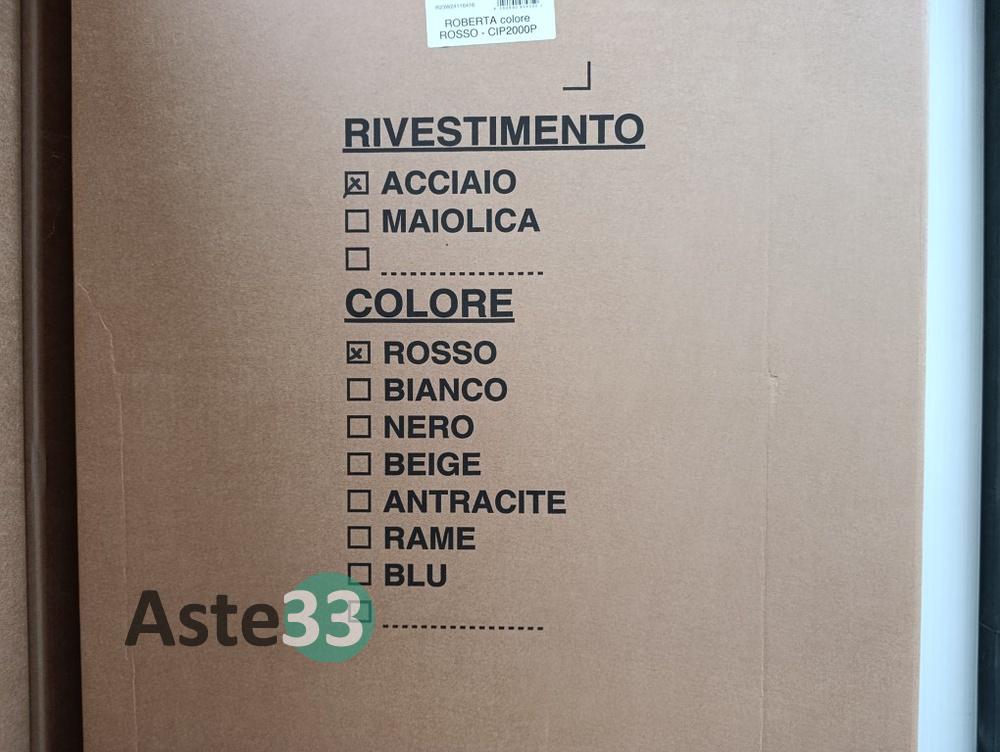 ROBERTA colore
ROSSO - CIP2000P
RIVESTIMENTO
ACCIAIO
MAIOLICA
COLORE
ROSSO
BIANCO
NERO
BEIGE
ANTRACITE
RAME
BLU
Aste33